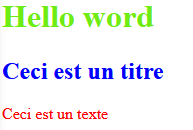 Hello word
Ceci est un titre
Ceci est un texte